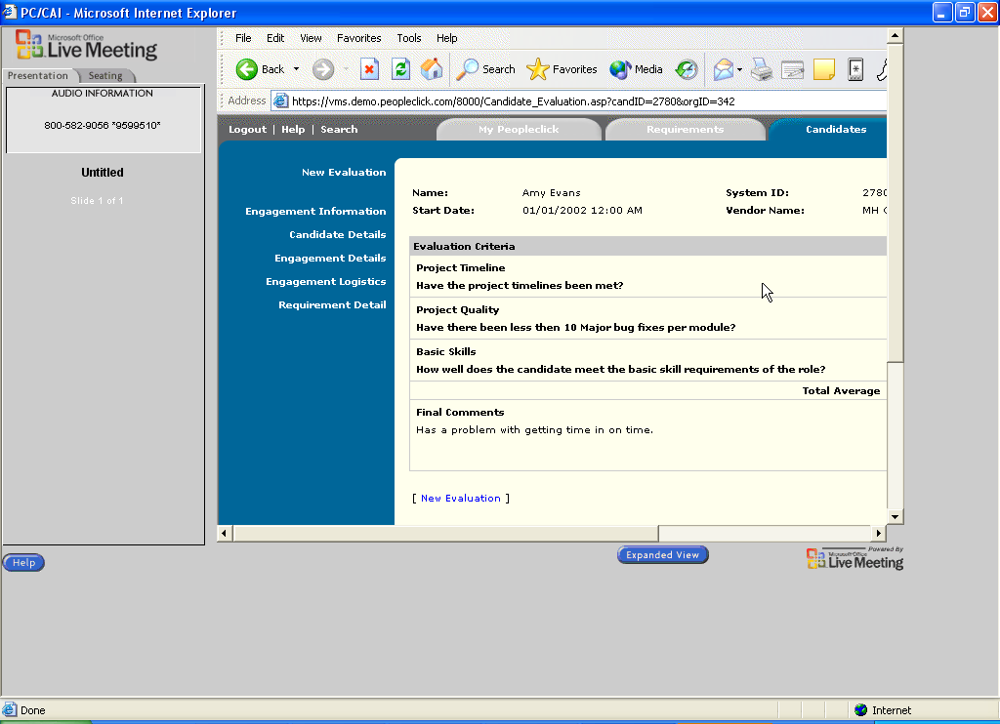 PC/CAI - Microsoft Internet Explorer
Microsoft Office
Live Meeting
Presentation Seating
AUDIO INFORMATION
800-582-9056 *9599510*
Untitled
Slide 1 of 1
Help
File Edit View Favorites Tools Help
Back Search Favorites Media
Address https://vms.demo.peopleclick.com/8000/Candidate_Evaluation.asp?candID=2780&orgID=342
Logout | Help | Search My Peopleclick Requirements Candidates
New Evaluation
Engagement Information
Candidate Details
Engagement Details
Engagement Logistics
Requirement Detail
Name: Amy Evans System ID: 2780
Start Date: 01/01/2002 12:00 AM Vendor Name: MH
Evaluation Criteria
Project Timeline
Have the project timelines been met?
Project Quality
Have there been less then 10 Major bug fixes per module?
Basic Skills
How well does the candidate meet the basic skill requirements of the role?
Total Average
Final Comments
Has a problem with getting time in on time.
[ New Evaluation ]
Expanded View
Powered By
Microsoft Office
Live Meeting
Done Internet